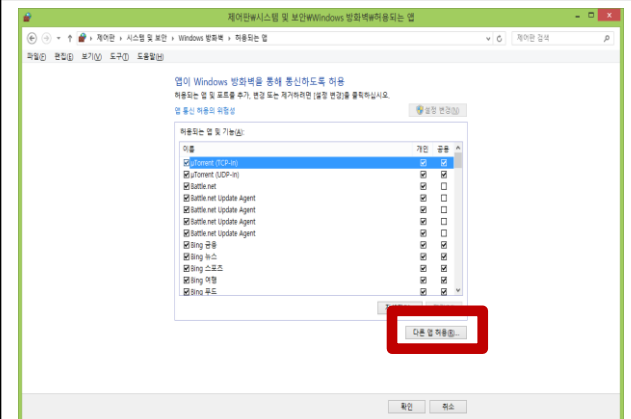 제어판₩시스템 및 보안₩Windows 방화벽₩허용되는 앱
제어판 › 시스템 및 보안 › Windows 방화벽 › 허용되는 앱
제어판 검색
파일(F) 편집(E) 보기(V) 도구(T) 도움말(H)
앱이 Windows 방화벽을 통해 통신하도록 허용
허용되는 앱 및 포트를 추가, 변경 또는 제거하려면 [설정 변경]을 클릭하십시오.
앱 통신 허용의 위험성
설정 변경(N)
허용되는 앱 및 기능(A):
이름 개인 공용
µTorrent (TCP-In)
µTorrent (UDP-In)
Battle.net
Battle.net Update Agent
Battle.net Update Agent
Battle.net Update Agent
Battle.net Update Agent
Bing 금융
Bing 뉴스
Bing 스포츠
Bing 여행
Bing 푸드
다른 앱 허용(R)...
확인 취소